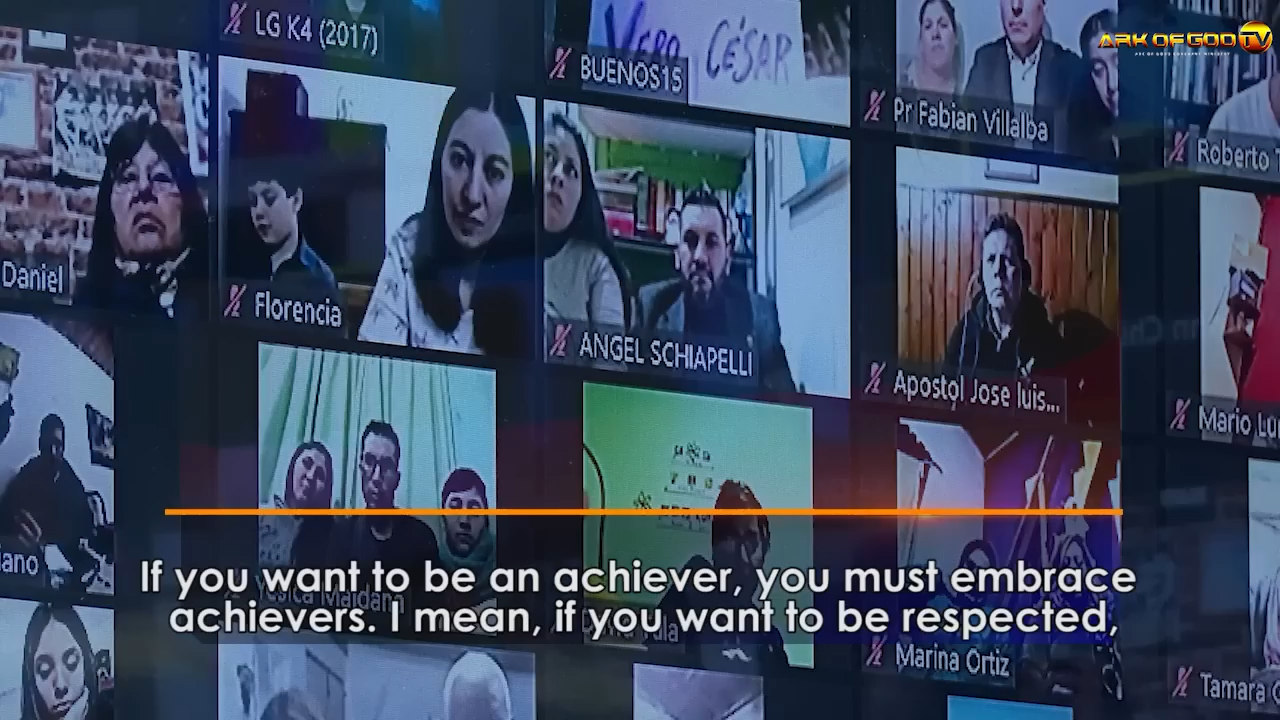 LG K4 (2017)
VERO CÉSAR
BUENOS15
ARK OF GOD TV
Pr Fabian Villalba
Roberto
Daniel
Florencia
ANGEL SCHIAPELLI
Apostol Jose luis...
Mario
If you want to be an achiever, you must embrace
achievers. I mean, if you want to be respected,
Marina Ortiz
Tamara